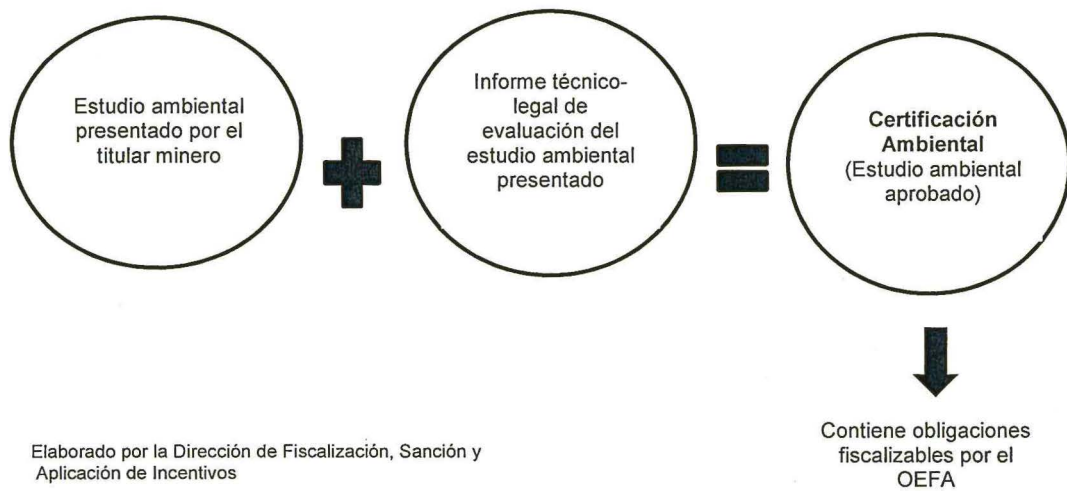 Estudio ambiental
presentado por el
titular minero
Informe técnico-
legal de
evaluación del
estudio ambiental
presentado
Certificación
Ambiental
(Estudio ambiental
aprobado)
Contiene obligaciones
fiscalizables por el
OEFA
Elaborado por la Dirección de Fiscalización, Sanción y
Aplicación de Incentivos